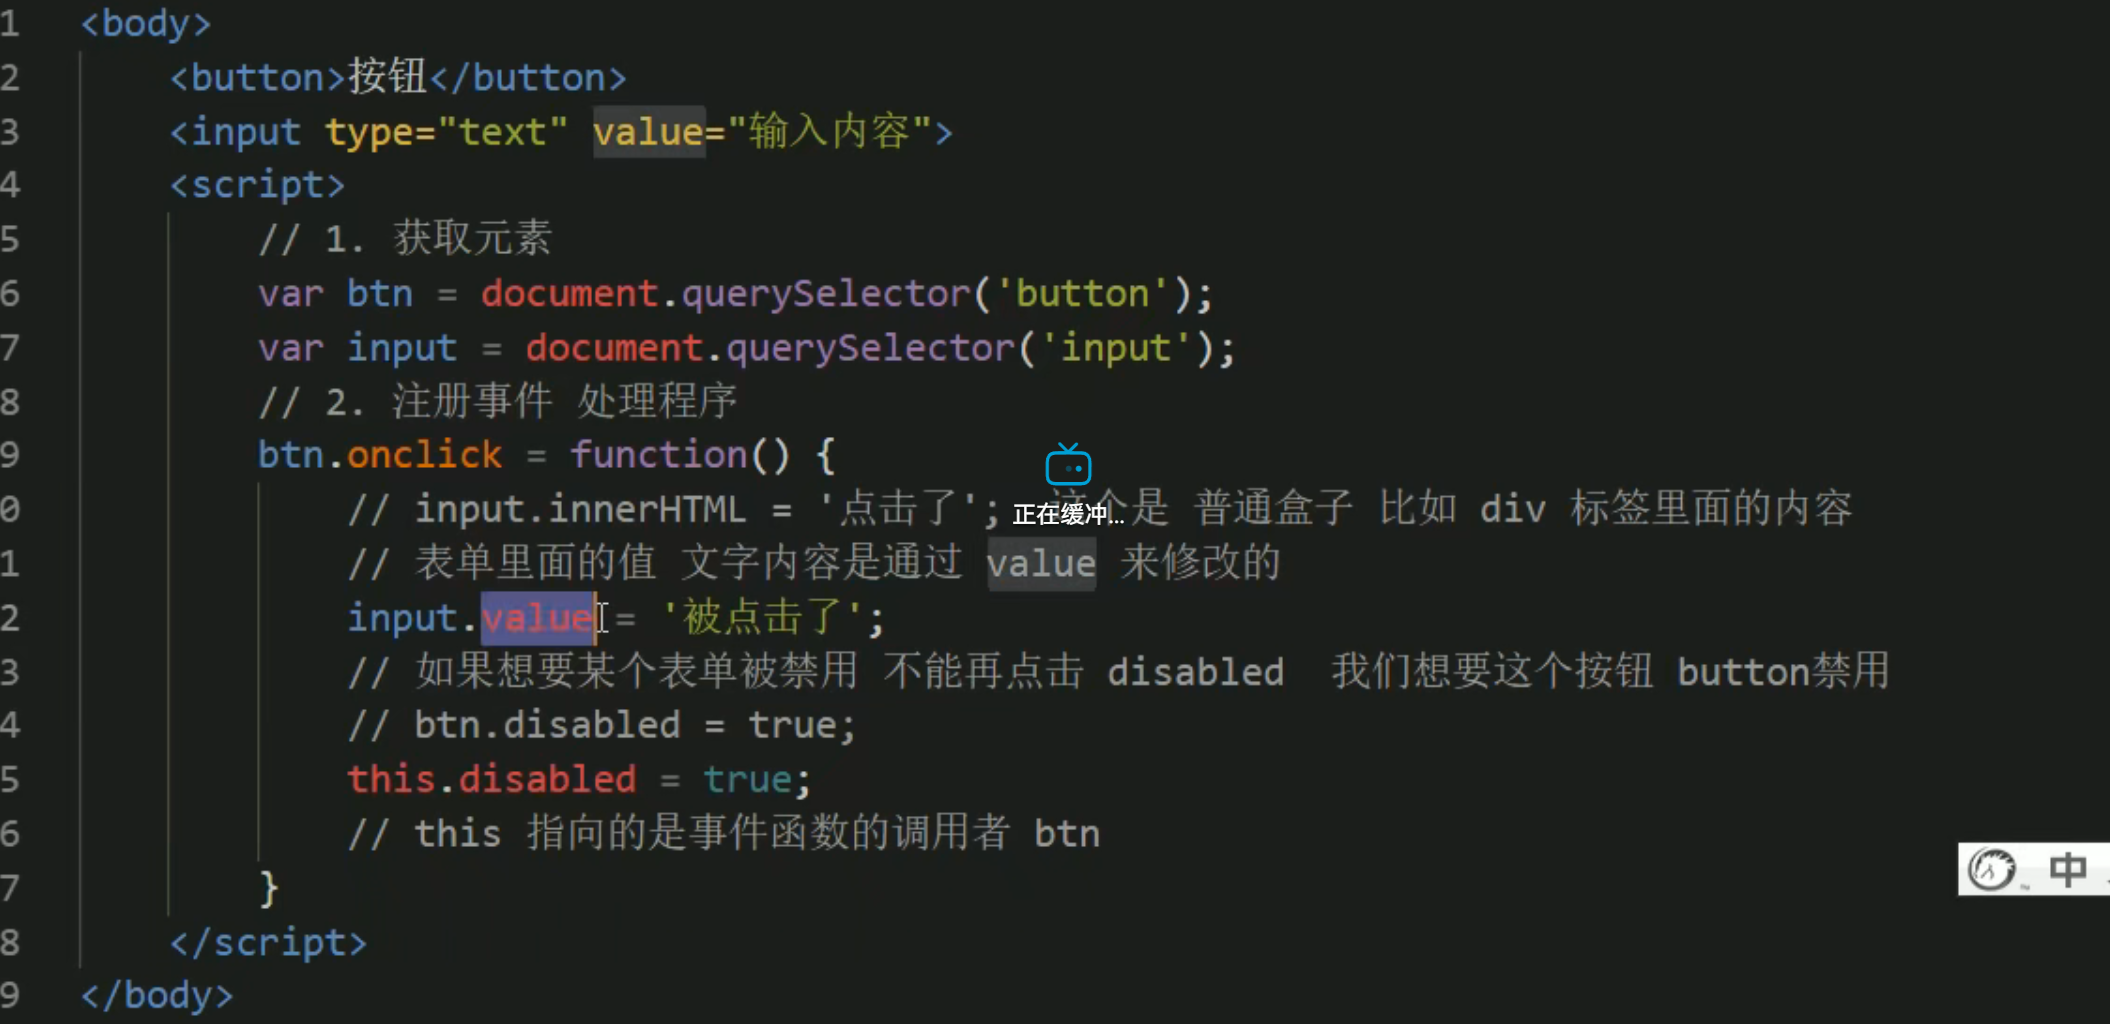 1 <body>
2 <button>按钮</button>
3 <input type="text" value="输入内容">
4 <script>
5 // 1. 获取元素
6 var btn = document.querySelector('button');
7 var input = document.querySelector('input');
8 // 2. 注册事件 处理程序
9 btn.onclick = function() {
0 // input.innerHTML = '点击了'; 这个是 普通盒子 比如 div 标签里面的内容
正在缓冲...
1 // 表单里面的值 文字内容是通过 value 来修改的
2 input.value = '被点击了';
3 // 如果想要某个表单被禁用 不能再点击 disabled 我们想要这个按钮 button禁用
4 // btn.disabled = true;
5 this.disabled = true;
6 // this 指向的是事件函数的调用者 btn
中
7 }
8 </script>
9 </body>